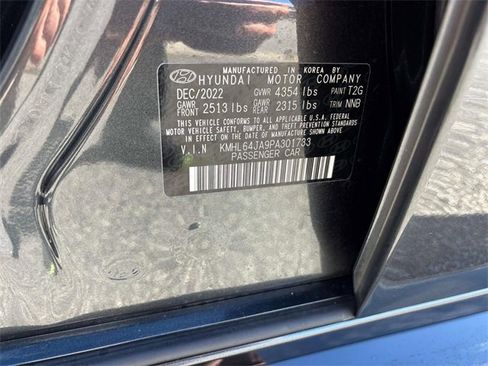 MANUFACTURED IN KOREA BY
HYUNDAI MOTOR COMPANY
DEC/2022 GVWR 4354 lbs PAINT T2G
GAWR FRONT 2513 lbs GAWR REAR 2315 lbs TRIM NNB
THIS VEHICLE CONFORMS TO ALL APPLICABLE U.S.A. FEDERAL
MOTOR VEHICLE SAFETY, BUMPER, AND THEFT PREVENTION STANDARDS
IN EFFECT ON THE DATE OF MANUFACTURE SHOWN ABOVE.
V.I.N KMHL64JA9PA301733
PASSENGER CAR